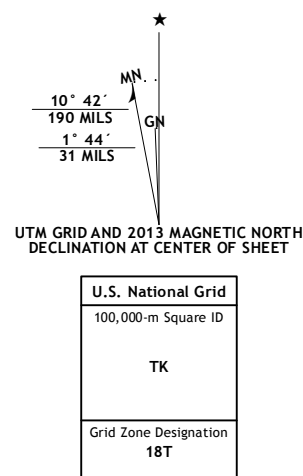 ★
MN
GN
10° 42´
190 MILS
1° 44´
31 MILS
UTM GRID AND 2013 MAGNETIC NORTH
DECLINATION AT CENTER OF SHEET
U.S. National Grid
100,000-m Square ID
TK
Grid Zone Designation
18T